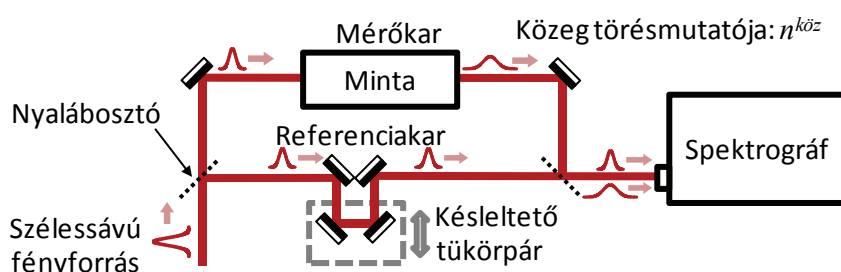 Mérőkar
Közeg törésmutatója: n^köz
Minta
Nyalábosztó
Referenciakar
Spektrográf
Szélessávú
fényforrás
Késleltető
tükörpár